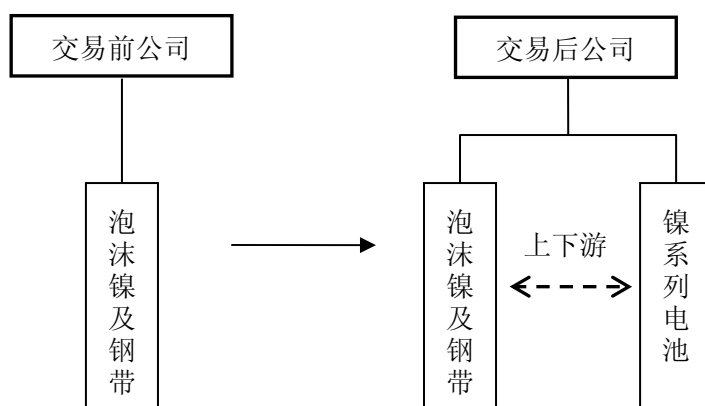 交易前公司
交易后公司
泡沫镍及钢带
泡沫镍及钢带
上下游
镍系列电池